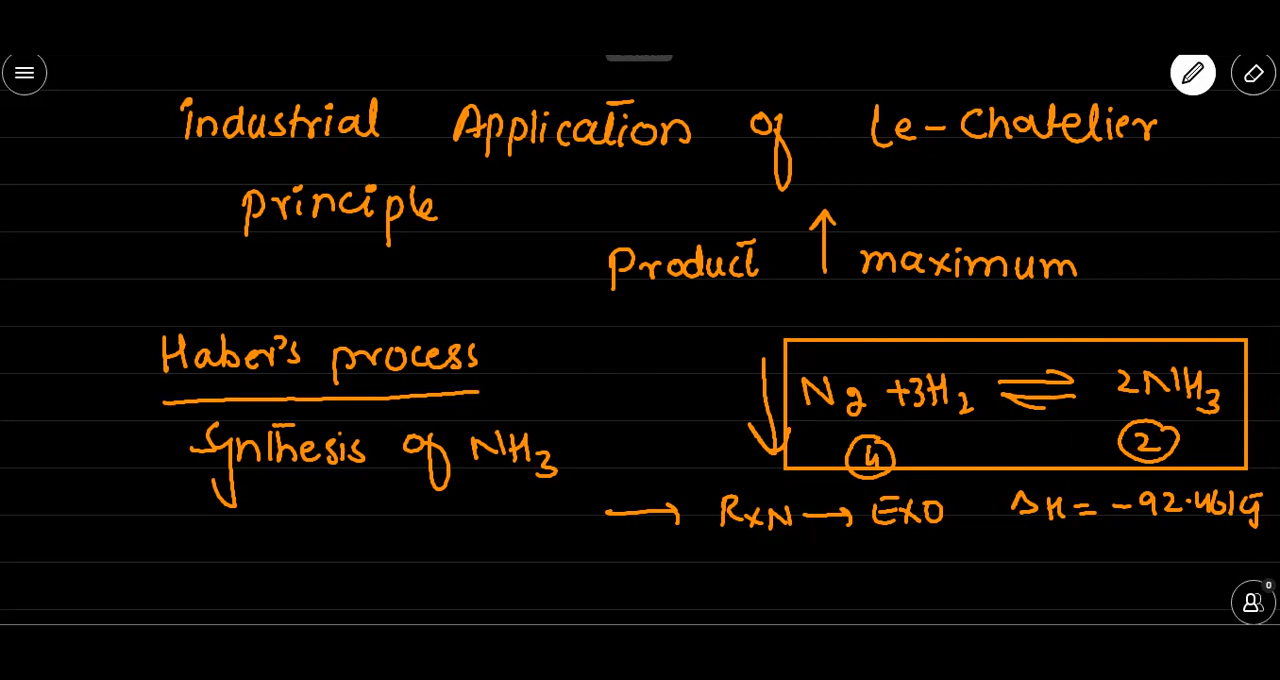 industrial Application of Le-Chatelier
principle
Product ↑ maximum
Haber's process
N2 +3H2 ⇌ 2NH3
Synthesis of NH3
4 2
→ RxN → EXO ΔH = -92.46kJ
0